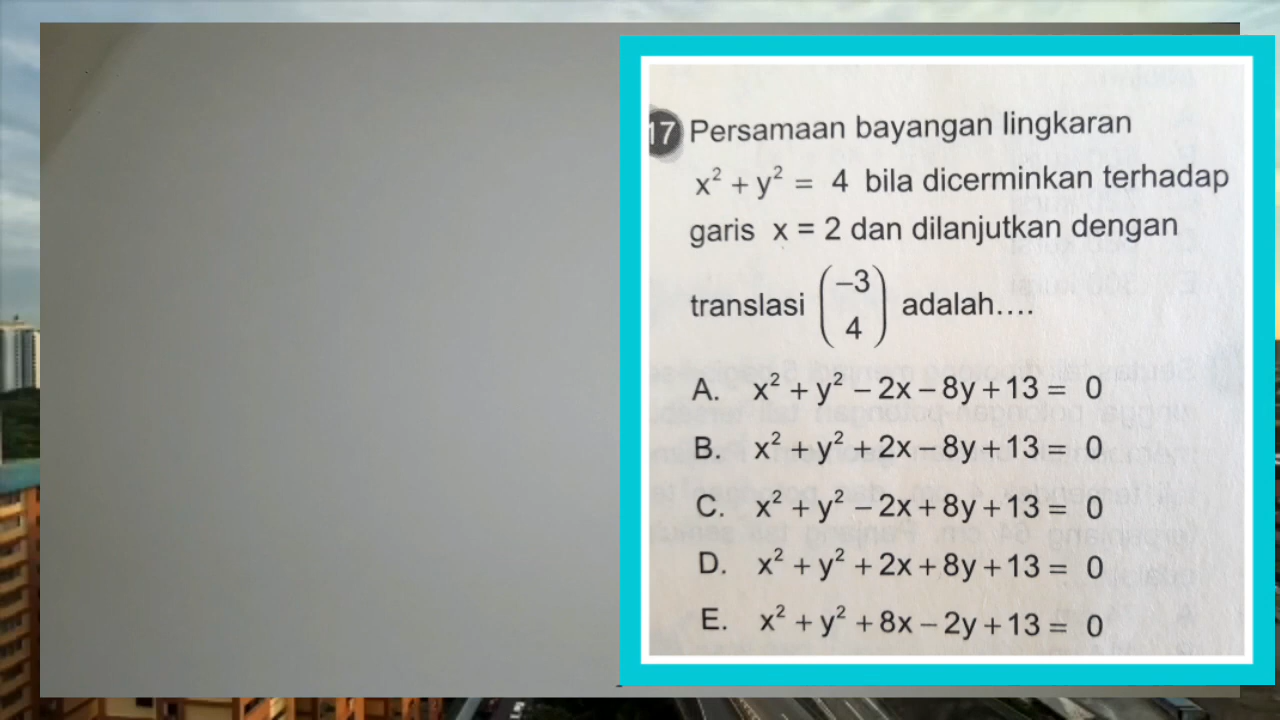 17 Persamaan bayangan lingkaran
x² + y² = 4 bila dicerminkan terhadap
garis x = 2 dan dilanjutkan dengan
translasi (−3 4) adalah....
A. x² + y² − 2x − 8y + 13 = 0
B. x² + y² + 2x − 8y + 13 = 0
C. x² + y² − 2x + 8y + 13 = 0
D. x² + y² + 2x + 8y + 13 = 0
E. x² + y² + 8x − 2y + 13 = 0